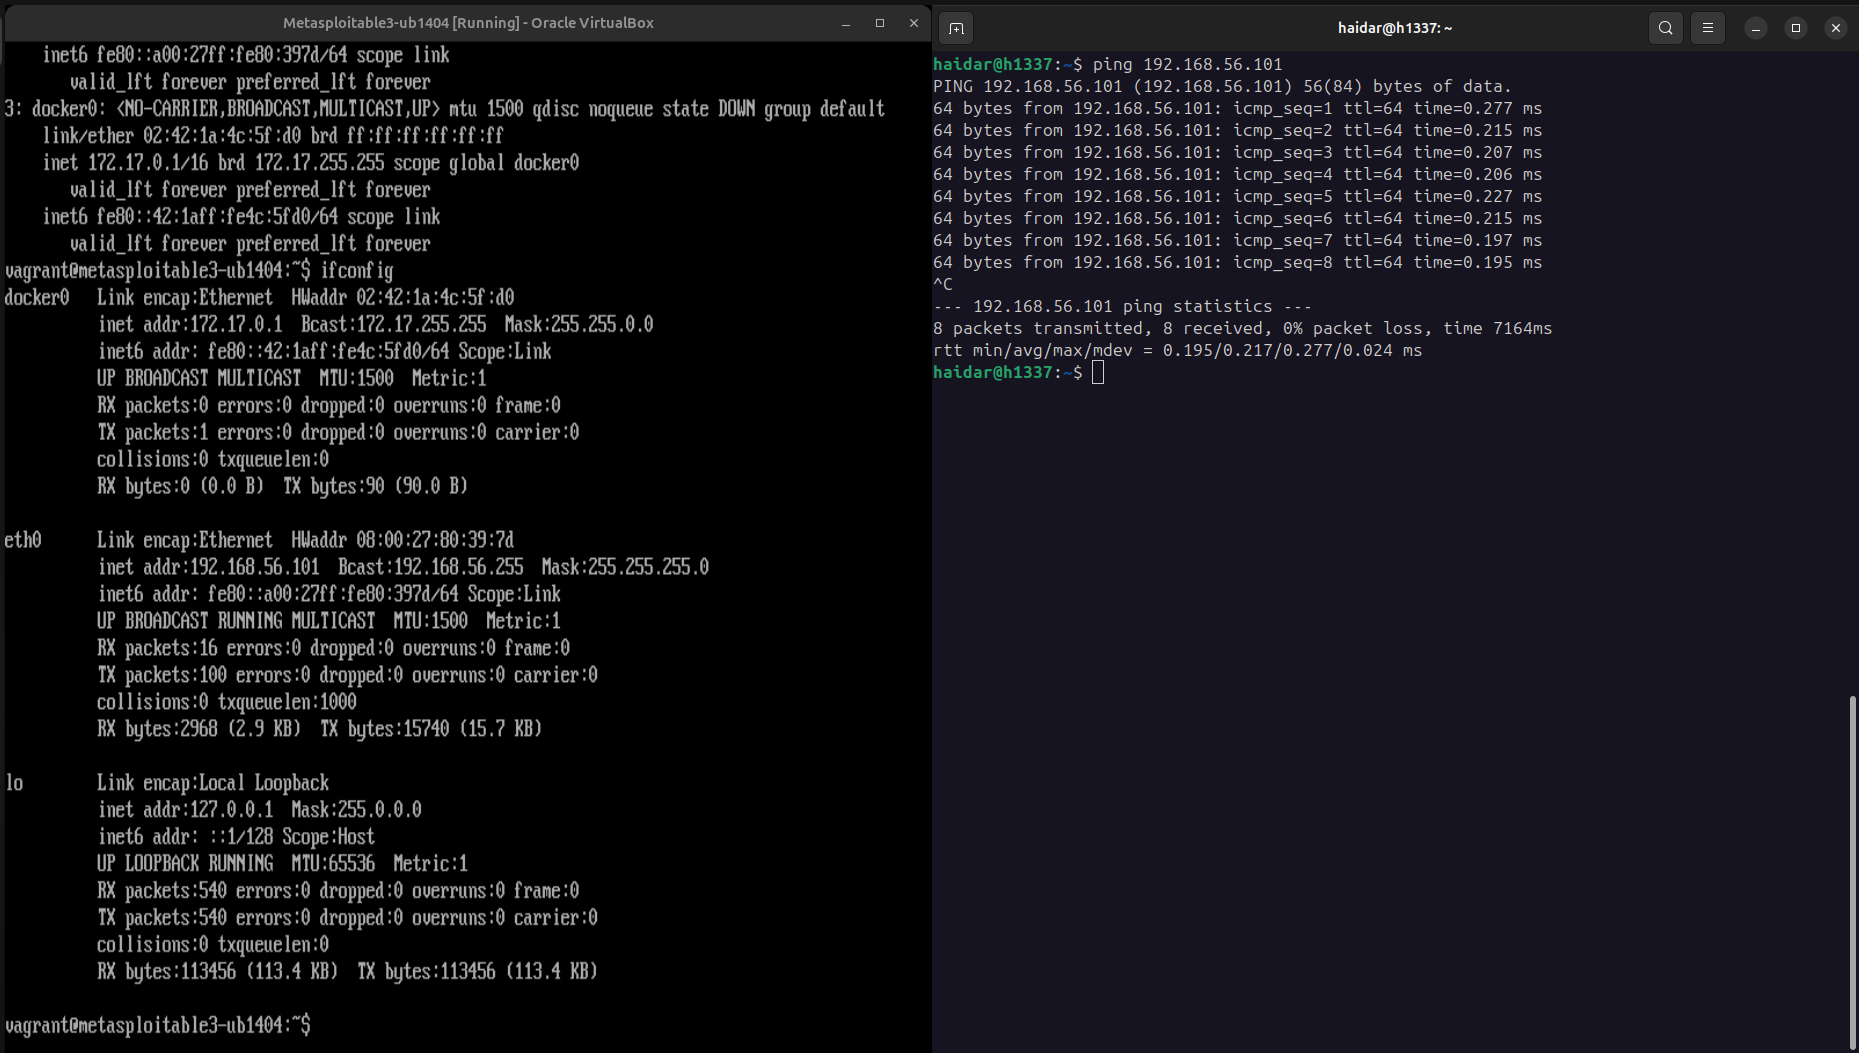 Metasploitable3-ub1404 [Running] - Oracle VirtualBox
inet6 fe80::a00:27ff:fe80:397d/64 scope link
valid_lft forever preferred_lft forever
3: docker0: <NO-CARRIER,BROADCAST,MULTICAST,UP> mtu 1500 qdisc noqueue state DOWN group default
link/ether 02:42:1a:4c:5f:d0 brd ff:ff:ff:ff:ff:ff
inet 172.17.0.1/16 brd 172.17.255.255 scope global docker0
valid_lft forever preferred_lft forever
inet6 fe80::42:1aff:fe4c:5fd0/64 scope link
valid_lft forever preferred_lft forever
vagrant@metasploitable3-ub1404:~$ ifconfig
docker0 Link encap:Ethernet HWaddr 02:42:1a:4c:5f:d0
inet addr:172.17.0.1 Bcast:172.17.255.255 Mask:255.255.0.0
inet6 addr: fe80::42:1aff:fe4c:5fd0/64 Scope:Link
UP BROADCAST MULTICAST MTU:1500 Metric:1
RX packets:0 errors:0 dropped:0 overruns:0 frame:0
TX packets:1 errors:0 dropped:0 overruns:0 carrier:0
collisions:0 txqueuelen:0
RX bytes:0 (0.0 B) TX bytes:90 (90.0 B)
eth0 Link encap:Ethernet HWaddr 08:00:27:80:39:7d
inet addr:192.168.56.101 Bcast:192.168.56.255 Mask:255.255.255.0
inet6 addr: fe80::a00:27ff:fe80:397d/64 Scope:Link
UP BROADCAST RUNNING MULTICAST MTU:1500 Metric:1
RX packets:16 errors:0 dropped:0 overruns:0 frame:0
TX packets:100 errors:0 dropped:0 overruns:0 carrier:0
collisions:0 txqueuelen:1000
RX bytes:2968 (2.9 KB) TX bytes:15740 (15.7 KB)
lo Link encap:Local Loopback
inet addr:127.0.0.1 Mask:255.0.0.0
inet6 addr: ::1/128 Scope:Host
UP LOOPBACK RUNNING MTU:65536 Metric:1
RX packets:540 errors:0 dropped:0 overruns:0 frame:0
TX packets:540 errors:0 dropped:0 overruns:0 carrier:0
collisions:0 txqueuelen:0
RX bytes:113456 (113.4 KB) TX bytes:113456 (113.4 KB)
vagrant@metasploitable3-ub1404:~$
haidar@h1337: ~
haidar@h1337:~$ ping 192.168.56.101
PING 192.168.56.101 (192.168.56.101) 56(84) bytes of data.
64 bytes from 192.168.56.101: icmp_seq=1 ttl=64 time=0.277 ms
64 bytes from 192.168.56.101: icmp_seq=2 ttl=64 time=0.215 ms
64 bytes from 192.168.56.101: icmp_seq=3 ttl=64 time=0.207 ms
64 bytes from 192.168.56.101: icmp_seq=4 ttl=64 time=0.206 ms
64 bytes from 192.168.56.101: icmp_seq=5 ttl=64 time=0.227 ms
64 bytes from 192.168.56.101: icmp_seq=6 ttl=64 time=0.215 ms
64 bytes from 192.168.56.101: icmp_seq=7 ttl=64 time=0.197 ms
64 bytes from 192.168.56.101: icmp_seq=8 ttl=64 time=0.195 ms
^C
--- 192.168.56.101 ping statistics ---
8 packets transmitted, 8 received, 0% packet loss, time 7164ms
rtt min/avg/max/mdev = 0.195/0.217/0.277/0.024 ms
haidar@h1337:~$